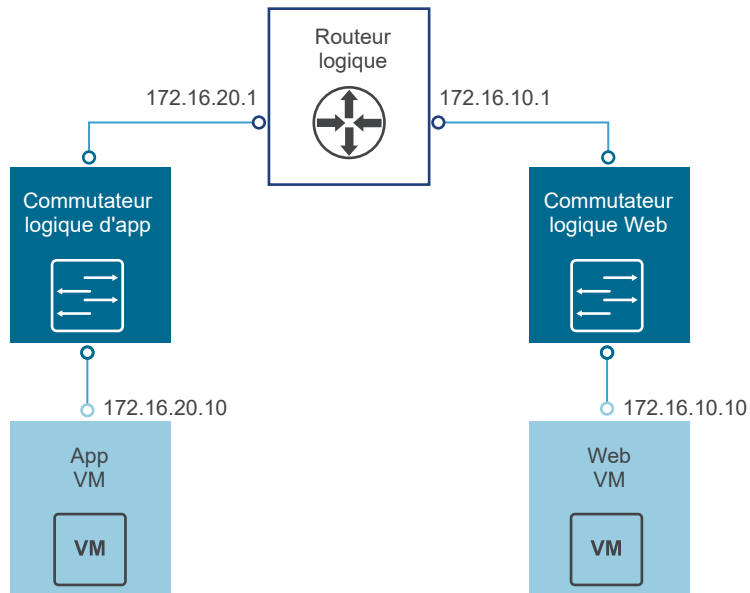 Routeur
logique
172.16.20.1
172.16.10.1
Commutateur
logique d'app
Commutateur
logique Web
172.16.20.10
172.16.10.10
App
VM
Web
VM
VM
VM